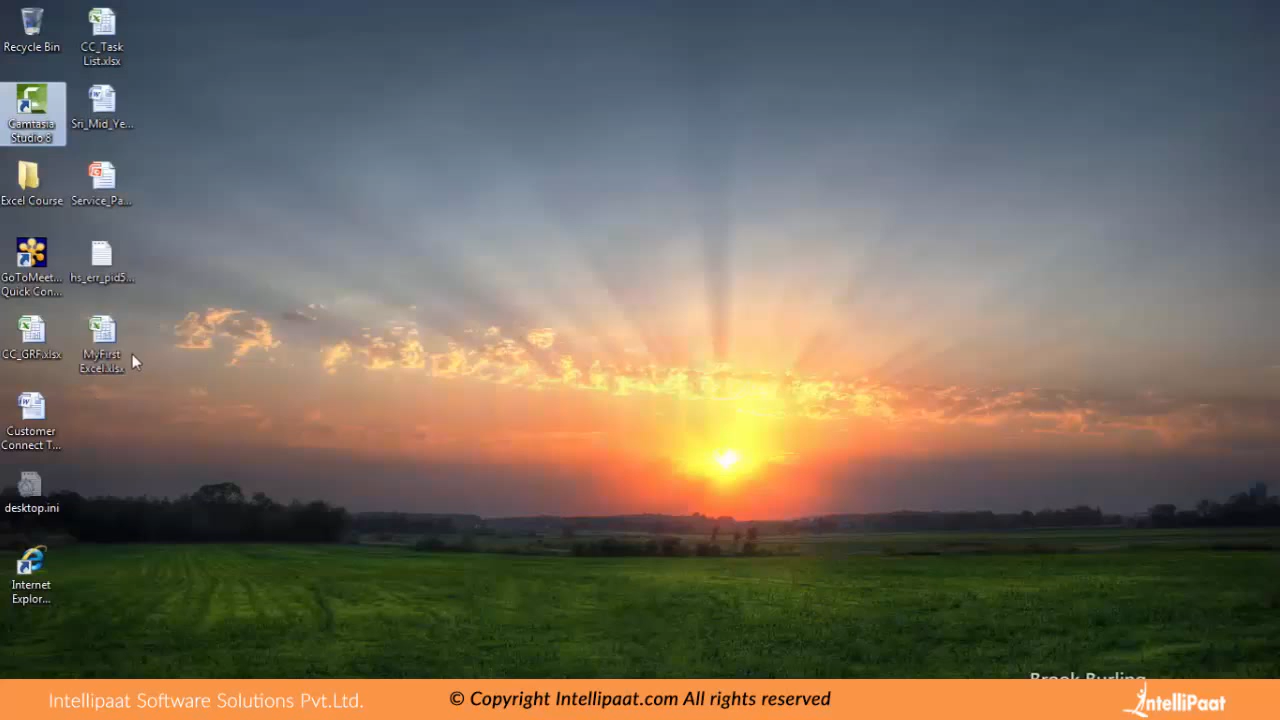 Recycle Bin
CC_Task
List.xlsx
Camtasia
Studio 8
Sri_Mid_Ye...
Excel Course
Service_Pa...
GoToMeet...
Quick Con...
hs_err_pid5...
CC_GRF.xlsx
MyFirst
Excel.xlsx
Customer
Connect T...
desktop.ini
Internet
Explor...
Intellipaat Software Solutions Pvt.Ltd.
© Copyright Intellipaat.com All rights reserved
IntelliPaat